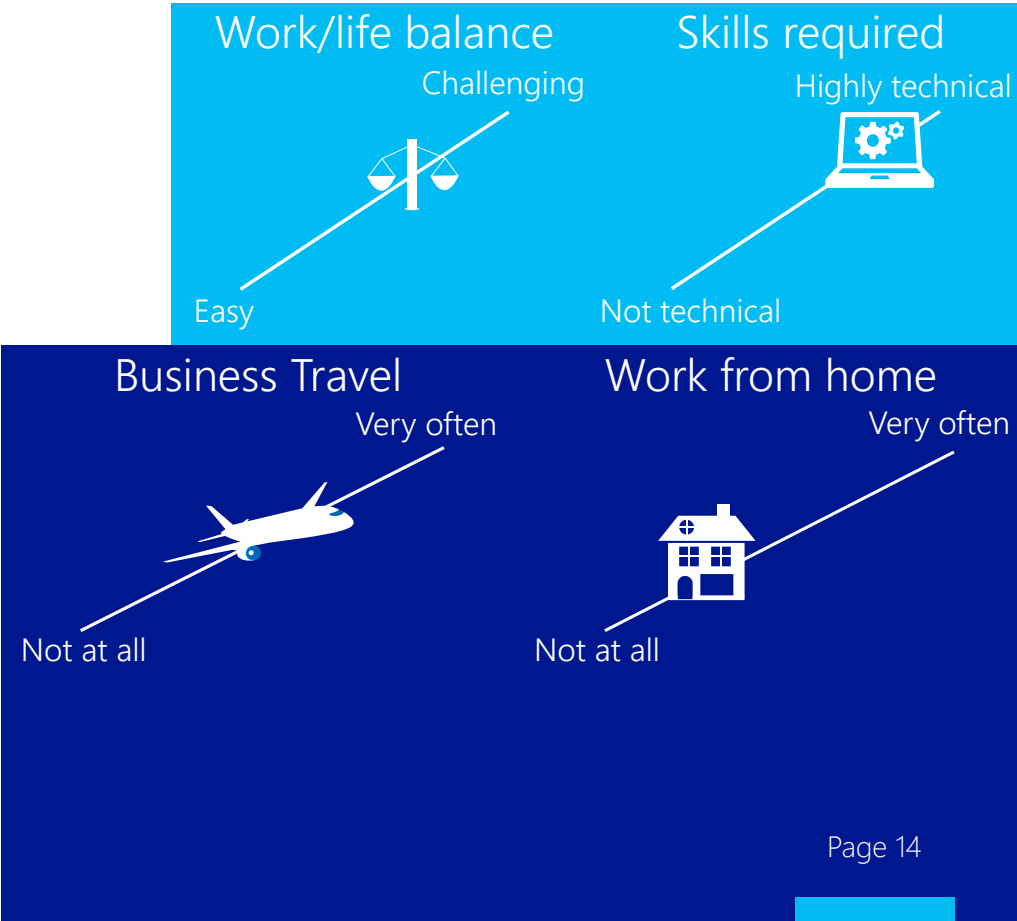 Work/life balance
Challenging
Easy
Skills required
Highly technical
Not technical
Business Travel
Very often
Not at all
Work from home
Very often
Not at all
Page 14